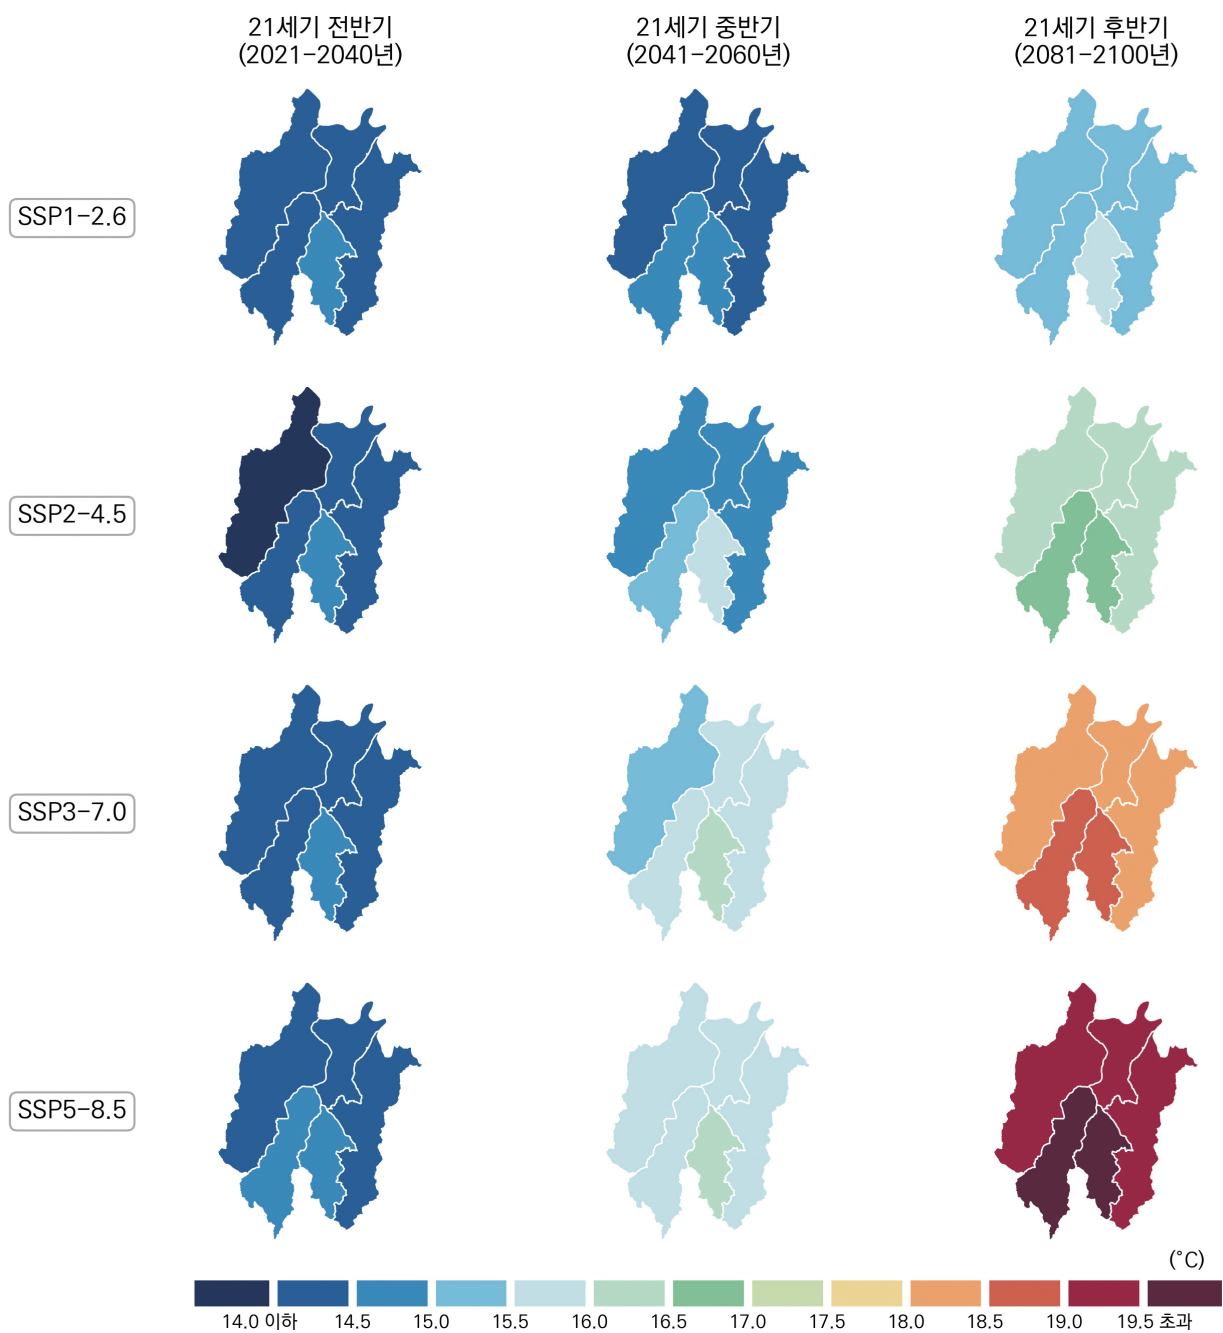 21세기 전반기
(2021-2040년)
21세기 중반기
(2041-2060년)
21세기 후반기
(2081-2100년)
SSP1-2.6
SSP2-4.5
SSP3-7.0
SSP5-8.5
(°C)
14.0 이하 14.5 15.0 15.5 16.0 16.5 17.0 17.5 18.0 18.5 19.0 19.5 초과